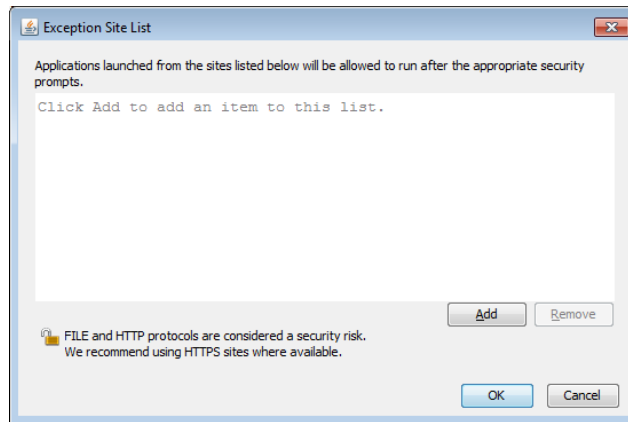 Exception Site List
Applications launched from the sites listed below will be allowed to run after the appropriate security
prompts.
Click Add to add an item to this list.
Add
Remove
FILE and HTTP protocols are considered a security risk.
We recommend using HTTPS sites where available.
OK
Cancel